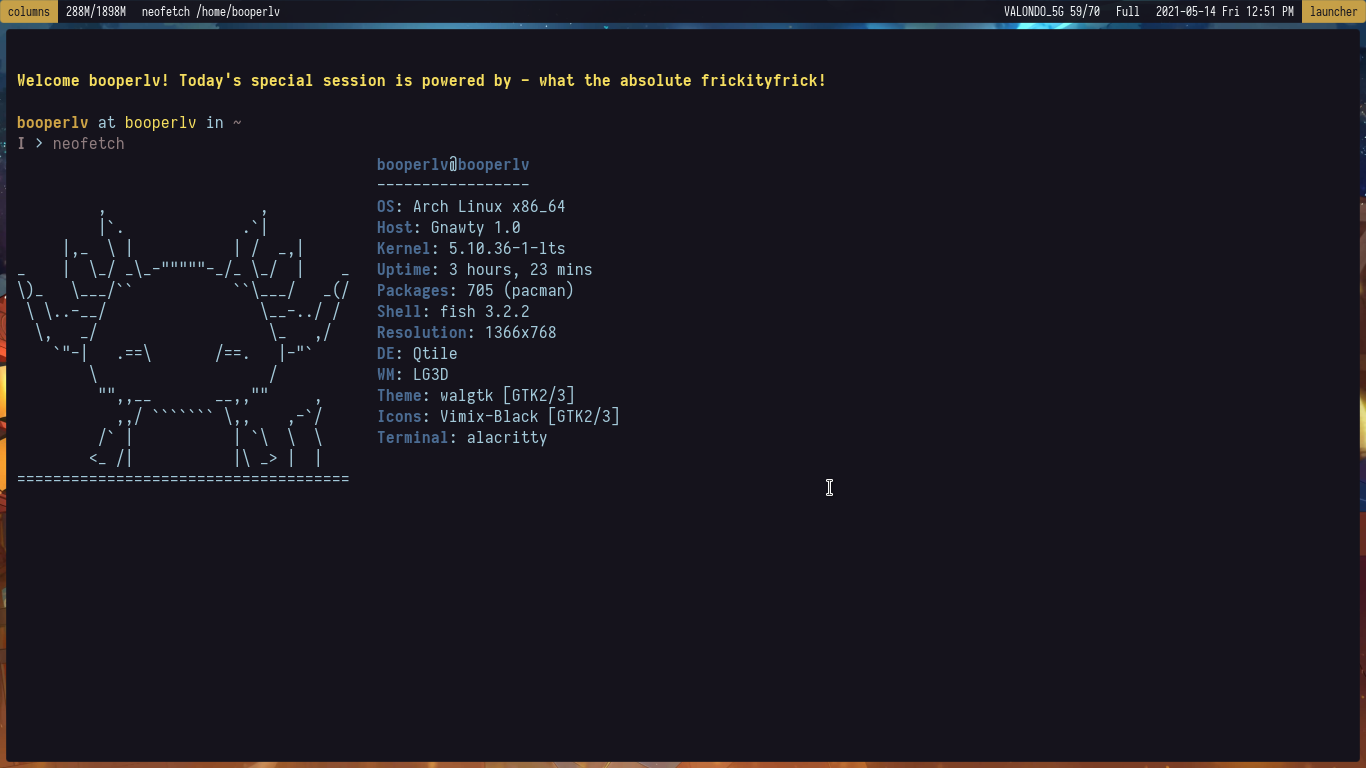 columns 288M/1898M neofetch /home/booperlv VALONDO_5G 59/70 Full 2021-05-14 Fri 12:51 PM launcher
Welcome booperlv! Today's special session is powered by - what the absolute frickityfrick!
booperlv at booperlv in ~
I > neofetch
booperlv@booperlv
-----------------
OS: Arch Linux x86_64
Host: Gnawty 1.0
Kernel: 5.10.36-1-lts
Uptime: 3 hours, 23 mins
Packages: 705 (pacman)
Shell: fish 3.2.2
Resolution: 1366x768
DE: Qtile
WM: LG3D
Theme: walgtk [GTK2/3]
Icons: Vimix-Black [GTK2/3]
Terminal: alacritty